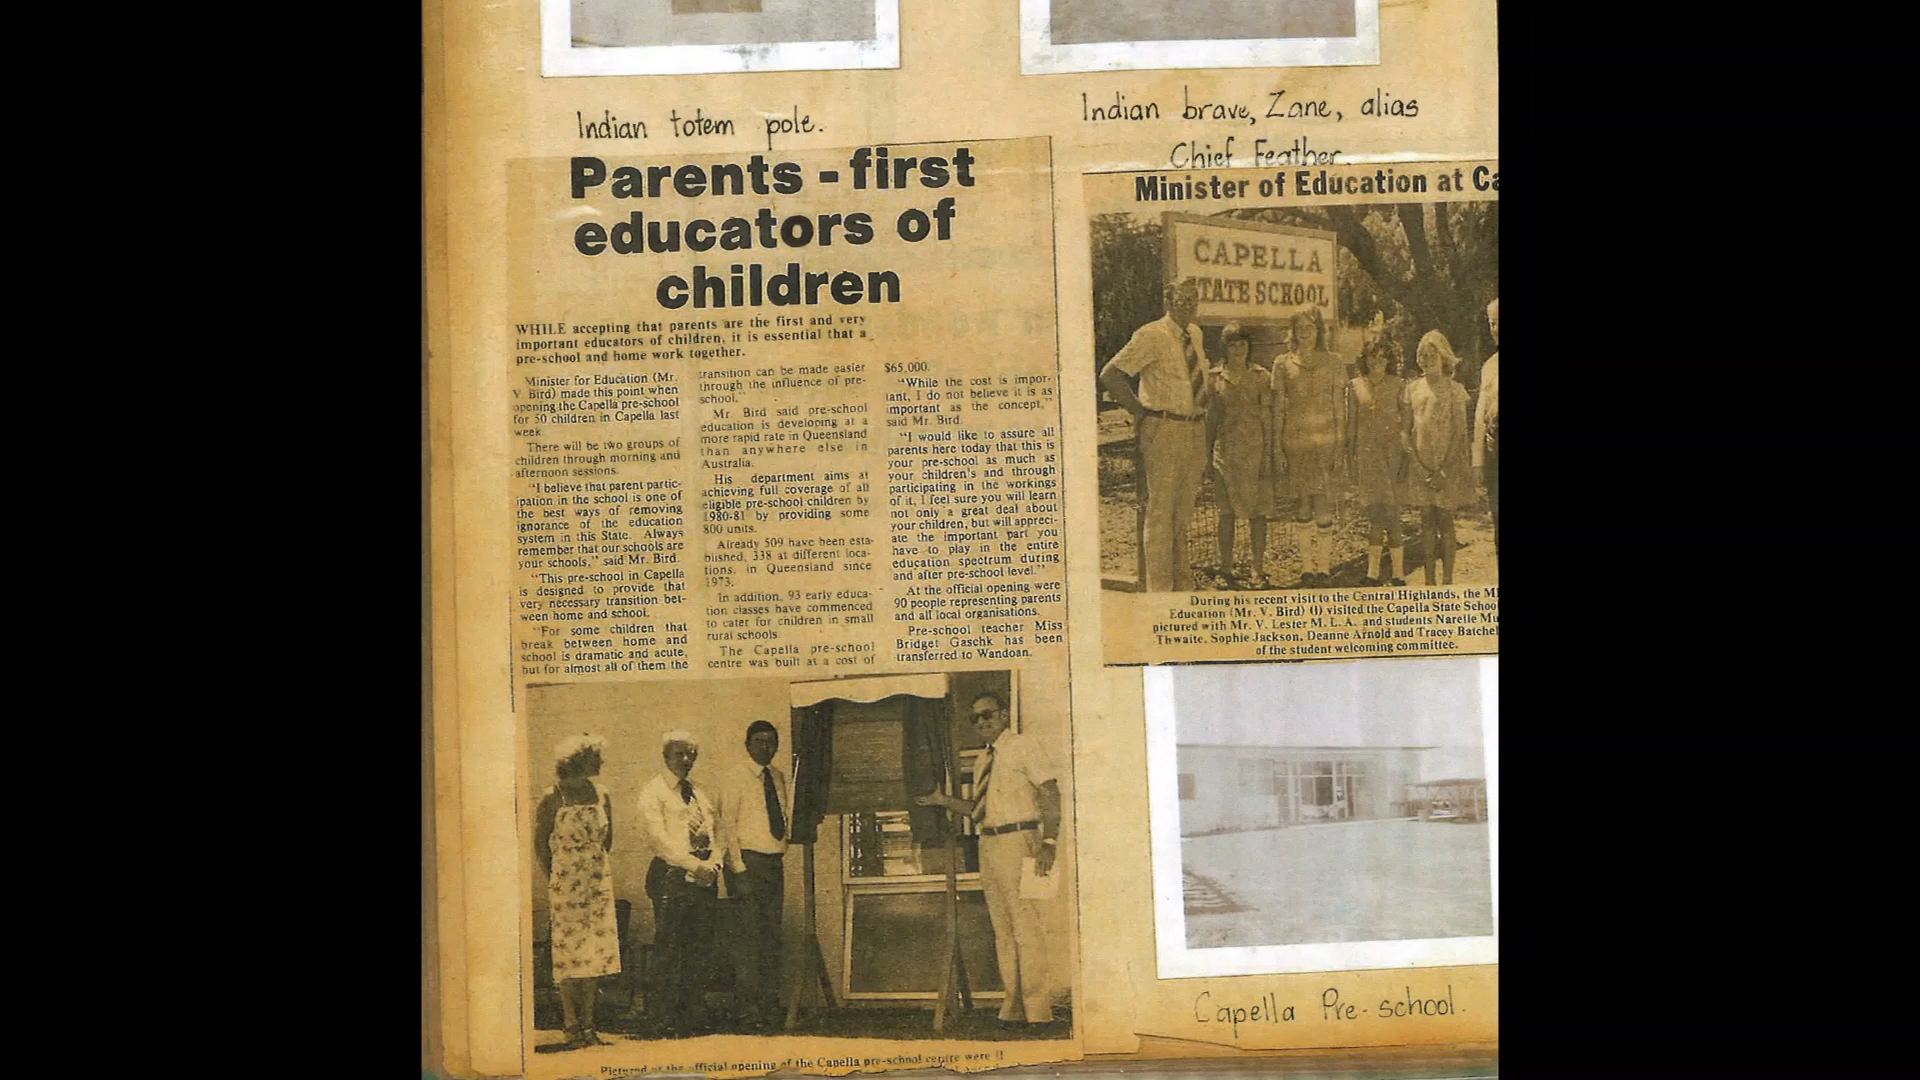 Indian totem pole.
Parents - first
educators of
children
WHILE accepting that parents are the first and very
important educators of children, it is essential that a
pre-school and home work together.
Minister for Education (Mr.
V. Bird) made this point when
opening the Capella pre-school
for 50 children in Capella last
week.
There will be two groups of
children through morning and
afternoon sessions.
"I believe that parent partic-
ipation in the school is one of
the best ways of removing
ignorance of the education
system in this State. Always
remember that our schools are
your schools," said Mr. Bird.
"This pre-school in Capella
is designed to provide that
very necessary transition bet-
ween home and school.
"For some children that
break between home and
school is dramatic and acute,
but for almost all of them the
transition can be made easier
through the influence of pre-
school."
Mr. Bird said pre-school
education is developing at a
more rapid rate in Queensland
than anywhere else in
Australia.
His department aims at
achieving full coverage of all
eligible pre-school children by
1980-81 by providing some
800 units.
Already 509 have been esta-
blished, 338 at different loca-
tions, in Queensland since
1973.
In addition, 93 early educa-
tion classes have commenced
to cater for children in small
rural schools.
The Capella pre-school
centre was built at a cost of
$65,000.
"While the cost is impor-
tant, I do not believe it is as
important as the concept,"
said Mr. Bird.
"I would like to assure all
parents here today that this is
your pre-school as much as
your children's and through
participating in the workings
of it, I feel sure you will learn
not only a great deal about
your children, but will appreci-
ate the important part you
have to play in the entire
education spectrum during
and after pre-school level."
At the official opening were
90 people representing parents
and all local organisations.
Pre-school teacher Miss
Bridget Gaschk has been
transferred to Wandoan.
Pictured at the official opening of the Capella pre-school centre were
Indian brave, Zane, alias
Chief Feather.
Minister of Education at Ca
CAPELLA
STATE SCHOOL
During his recent visit to the Central Highlands, the Mi
Education (Mr. V. Bird) (l) visited the Capella State Schoo
pictured with Mr. V. Lester M.L.A. and students Narelle Mu
Thwaite, Sophie Jackson, Deanne Arnold and Tracey Batchel
of the student welcoming committee.
Capella Pre-school.